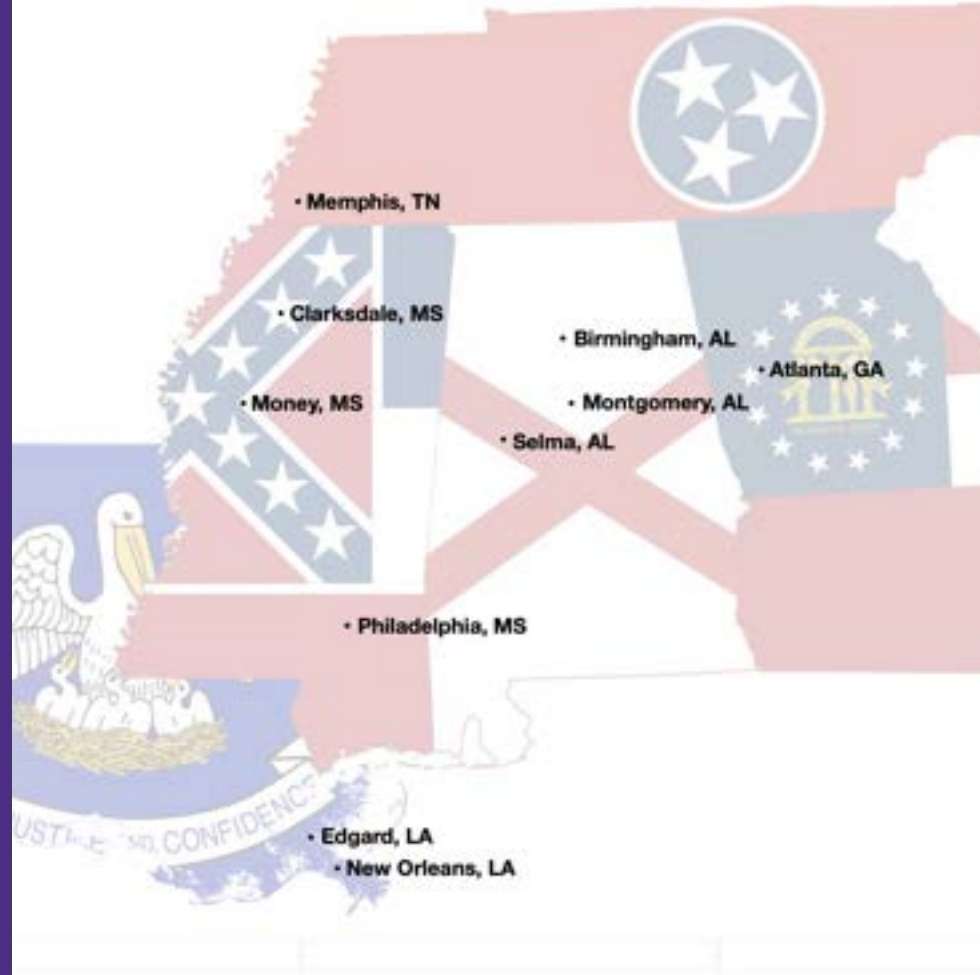 Memphis, TN
Clarksdale, MS
Birmingham, AL
Atlanta, GA
Money, MS
Montgomery, AL
Selma, AL
Philadelphia, MS
CONFIDENCE
Edgard, LA
New Orleans, LA